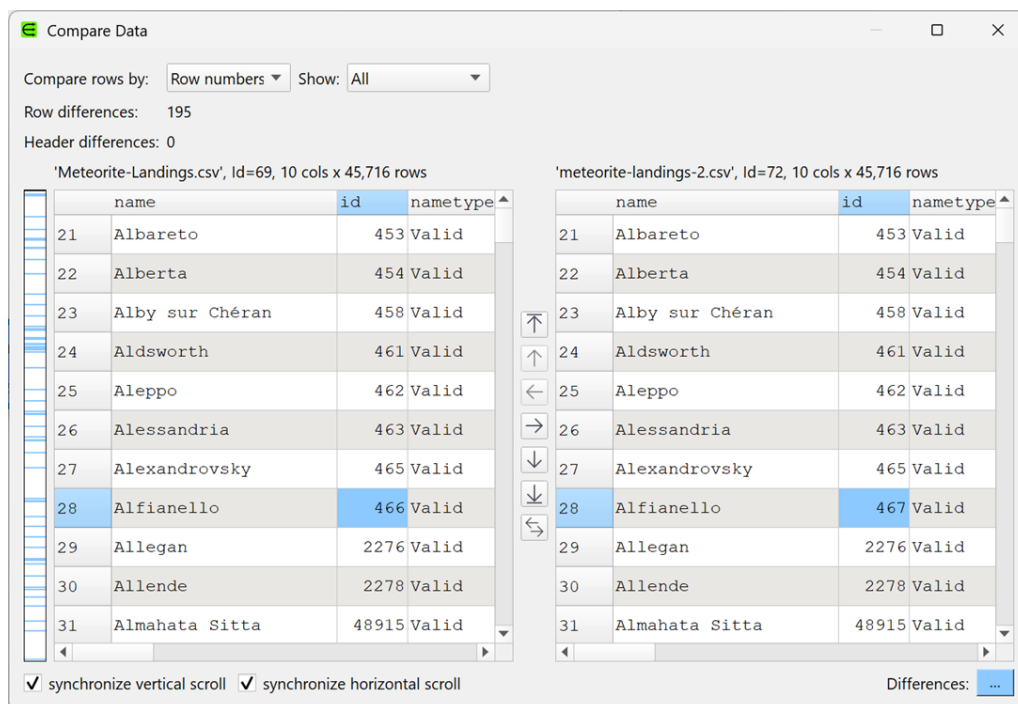 Compare Data
Compare rows by: Row numbers Show: All
Row differences: 195
Header differences: 0
'Meteorite-Landings.csv', Id=69, 10 cols x 45,716 rows
name id nametype
21 Albareto 453 Valid
22 Alberta 454 Valid
23 Alby sur Chéran 458 Valid
24 Aldsworth 461 Valid
25 Aleppo 462 Valid
26 Alessandria 463 Valid
27 Alexandrovsky 465 Valid
28 Alfianello 466 Valid
29 Allegan 2276 Valid
30 Allende 2278 Valid
31 Almahata Sitta 48915 Valid
'meteorite-landings-2.csv', Id=72, 10 cols x 45,716 rows
name id nametype
21 Albareto 453 Valid
22 Alberta 454 Valid
23 Alby sur Chéran 458 Valid
24 Aldsworth 461 Valid
25 Aleppo 462 Valid
26 Alessandria 463 Valid
27 Alexandrovsky 465 Valid
28 Alfianello 467 Valid
29 Allegan 2276 Valid
30 Allende 2278 Valid
31 Almahata Sitta 48915 Valid
synchronize vertical scroll synchronize horizontal scroll
Differences: ...